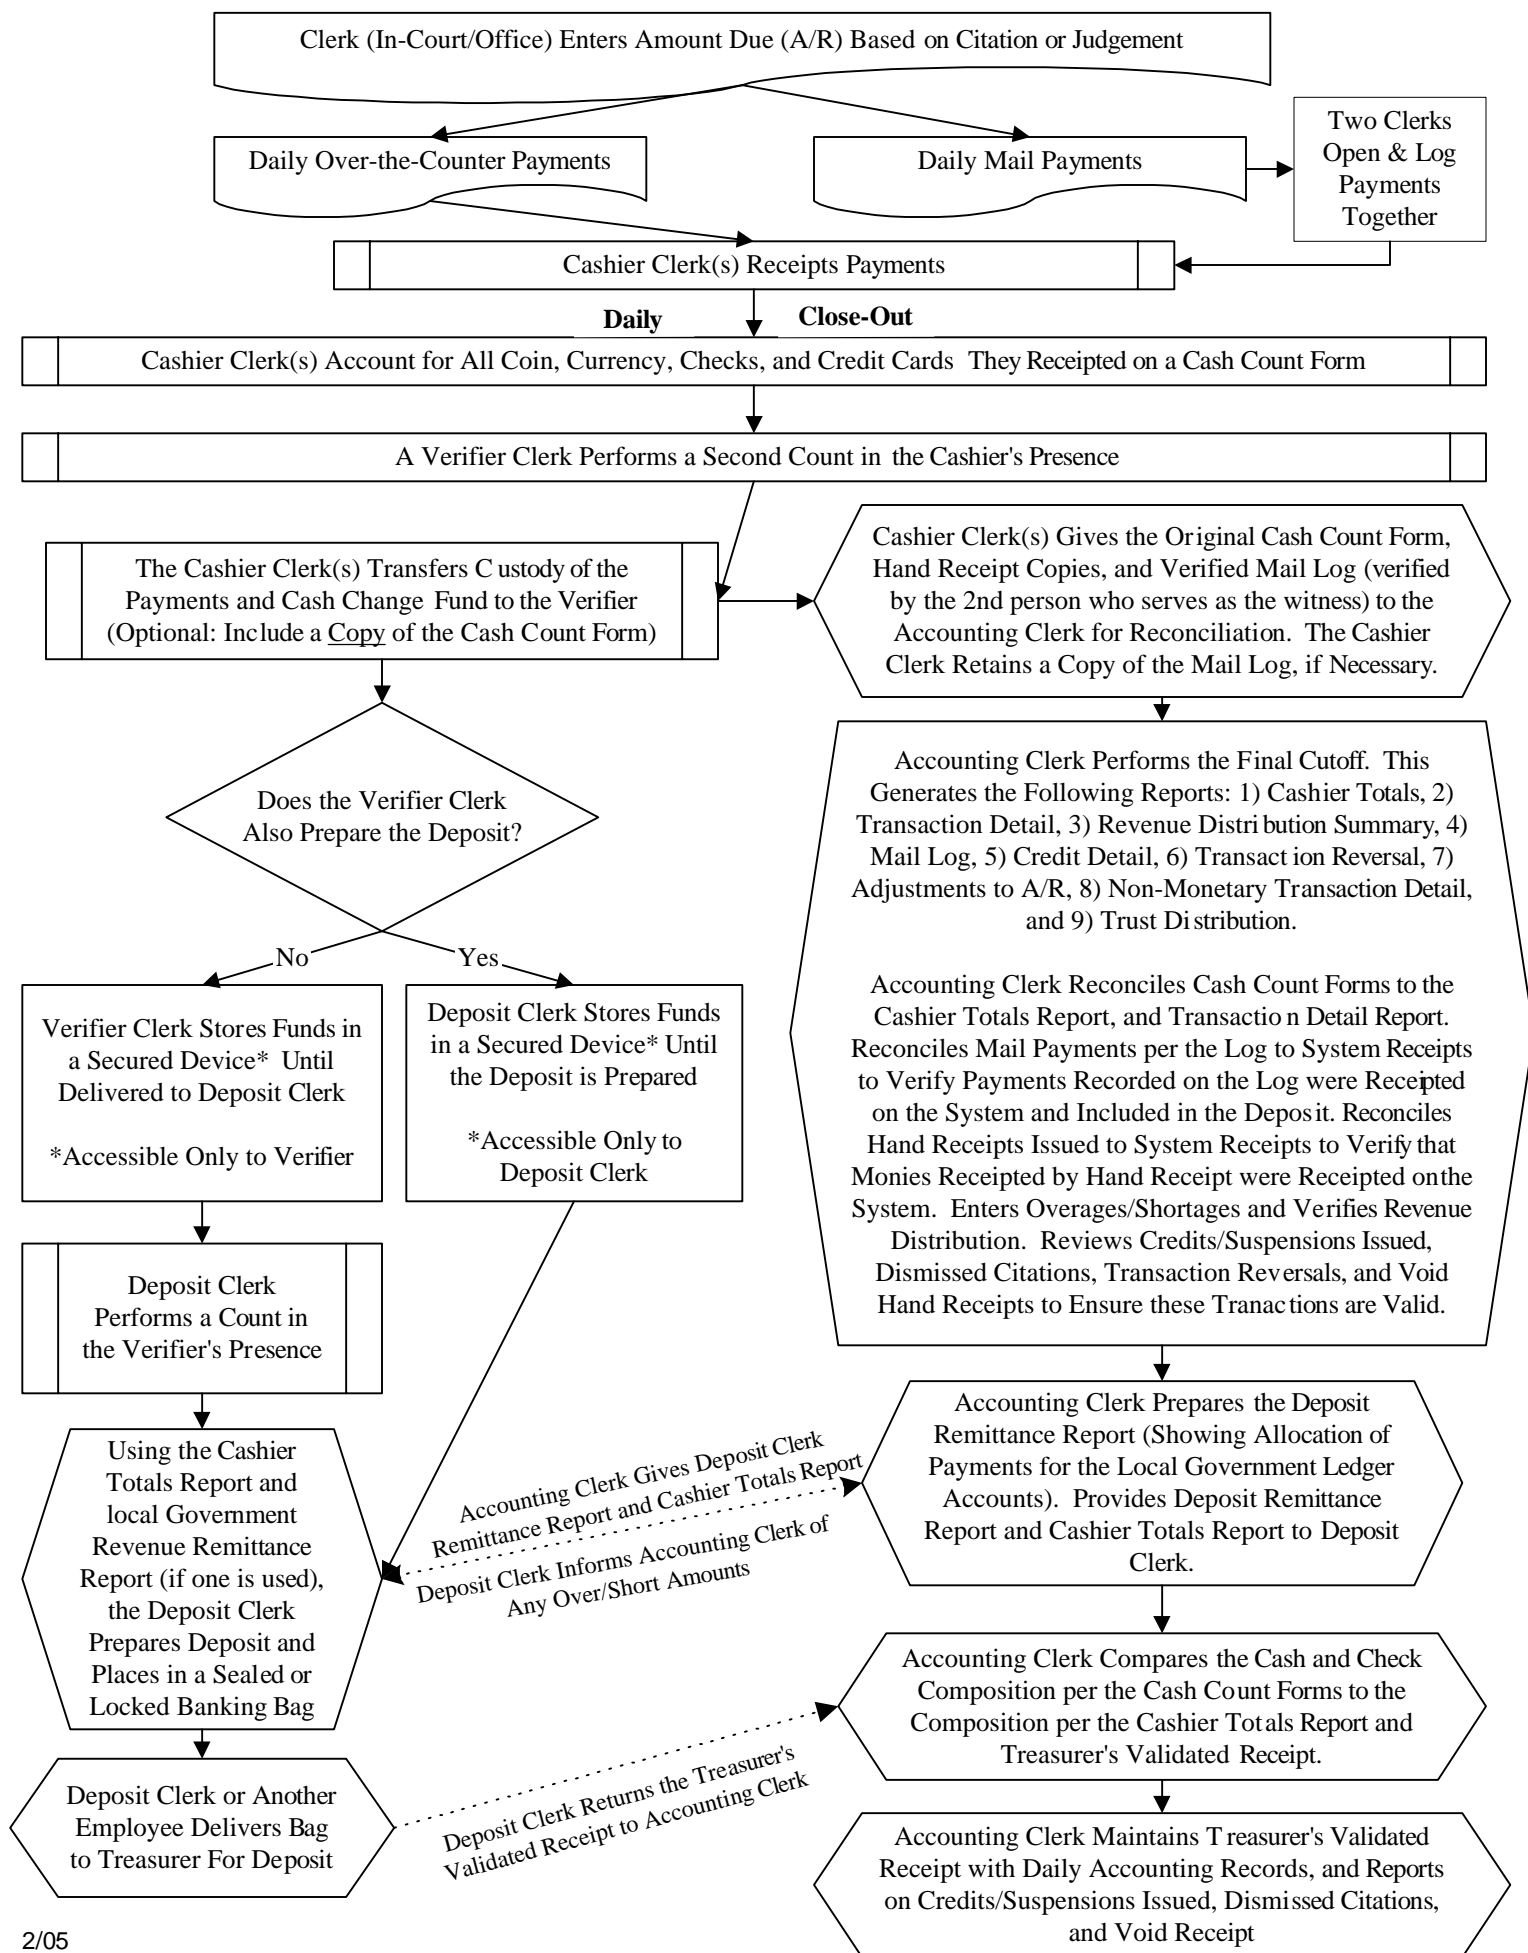 Clerk (In-Court/Office) Enters Amount Due (A/R) Based on Citation or Judgement
Daily Over-the-Counter Payments
Daily Mail Payments
Two Clerks
Open & Log
Payments
Together
Cashier Clerk(s) Receipts Payments
Daily Close-Out
Cashier Clerk(s) Account for All Coin, Currency, Checks, and Credit Cards They Receipted on a Cash Count Form
A Verifier Clerk Performs a Second Count in the Cashier's Presence
The Cashier Clerk(s) Transfers Custody of the
Payments and Cash Change Fund to the Verifier
(Optional: Include a Copy of the Cash Count Form)
Cashier Clerk(s) Gives the Original Cash Count Form,
Hand Receipt Copies, and Verified Mail Log (verified
by the 2nd person who serves as the witness) to the
Accounting Clerk for Reconciliation. The Cashier
Clerk Retains a Copy of the Mail Log, if Necessary.
Does the Verifier Clerk
Also Prepare the Deposit?
No
Yes
Verifier Clerk Stores Funds in
a Secured Device* Until
Delivered to Deposit Clerk
*Accessible Only to Verifier
Deposit Clerk Stores Funds
in a Secured Device* Until
the Deposit is Prepared
*Accessible Only to
Deposit Clerk
Accounting Clerk Performs the Final Cutoff. This
Generates the Following Reports: 1) Cashier Totals, 2)
Transaction Detail, 3) Revenue Distribution Summary, 4)
Mail Log, 5) Credit Detail, 6) Transaction Reversal, 7)
Adjustments to A/R, 8) Non-Monetary Transaction Detail,
and 9) Trust Distribution.
Accounting Clerk Reconciles Cash Count Forms to the
Cashier Totals Report, and Transaction Detail Report.
Reconciles Mail Payments per the Log to System Receipts
to Verify Payments Recorded on the Log were Receipted
on the System and Included in the Deposit. Reconciles
Hand Receipts Issued to System Receipts to Verify that
Monies Receipted by Hand Receipt were Receipted on the
System. Enters Overages/Shortages and Verifies Revenue
Distribution. Reviews Credits/Suspensions Issued,
Dismissed Citations, Transaction Reversals, and Void
Hand Receipts to Ensure these Tranactions are Valid.
Deposit Clerk
Performs a Count in
the Verifier's Presence
Using the Cashier
Totals Report and
local Government
Revenue Remittance
Report (if one is used),
the Deposit Clerk
Prepares Deposit and
Places in a Sealed or
Locked Banking Bag
Accounting Clerk Gives Deposit Clerk
Remittance Report and Cashier Totals Report
Deposit Clerk Informs Accounting Clerk of
Any Over/Short Amounts
Accounting Clerk Prepares the Deposit
Remittance Report (Showing Allocation of
Payments for the Local Government Ledger
Accounts). Provides Deposit Remittance
Report and Cashier Totals Report to Deposit
Clerk.
Accounting Clerk Compares the Cash and Check
Composition per the Cash Count Forms to the
Composition per the Cashier Totals Report and
Treasurer's Validated Receipt.
Deposit Clerk or Another
Employee Delivers Bag
to Treasurer For Deposit
Deposit Clerk Returns the Treasurer's
Validated Receipt to Accounting Clerk
Accounting Clerk Maintains Treasurer's Validated
Receipt with Daily Accounting Records, and Reports
on Credits/Suspensions Issued, Dismissed Citations,
and Void Receipt
2/05